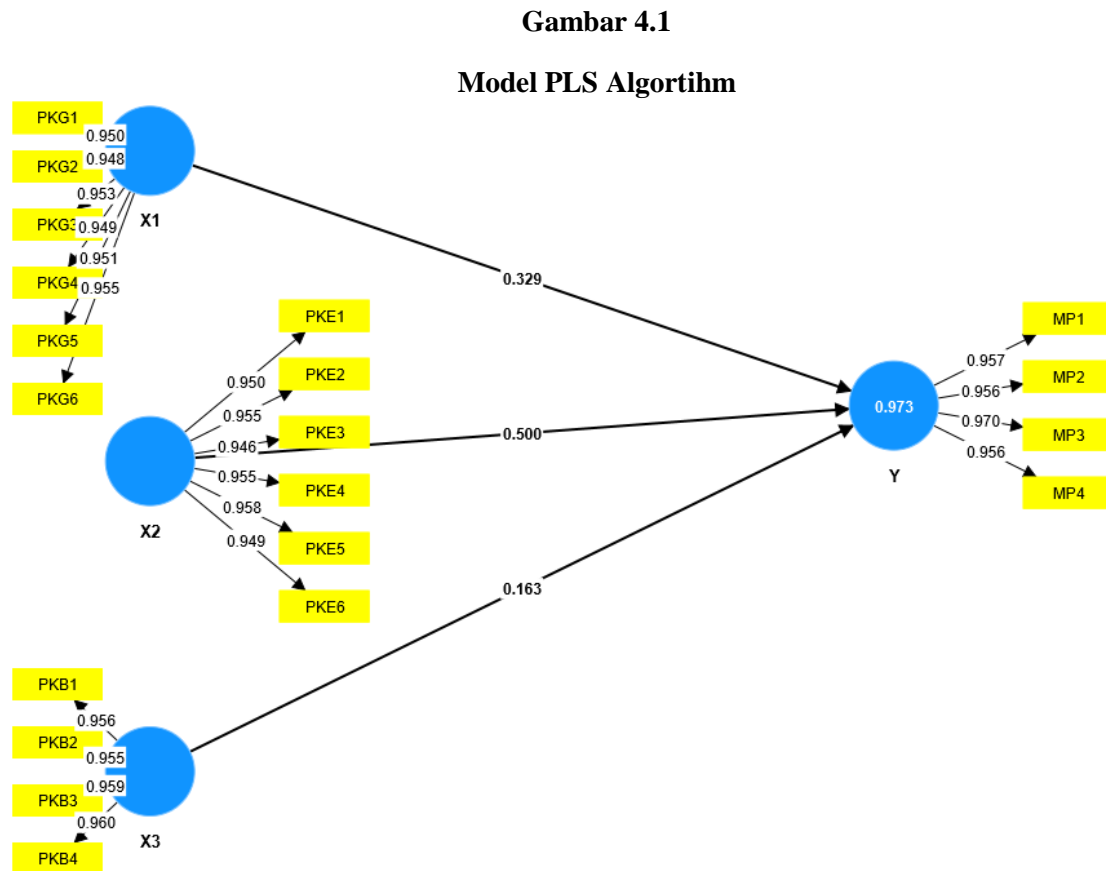 Gambar 4.1
Model PLS Algortihm
PKG1
0.950
PKG2
0.948
0.953
PKG3
0.949
X1
0.951
PKG4
0.955
PKG5
PKG6
0.329
PKE1
0.950
PKE2
0.955
PKE3
0.946
0.955
PKE4
0.958
X2
0.949
PKE5
PKE6
0.500
0.163
PKB1
0.956
PKB2
0.955
0.959
PKB3
0.960
X3
PKB4
0.973
Y
MP1
0.957
MP2
0.956
0.970
MP3
0.956
MP4